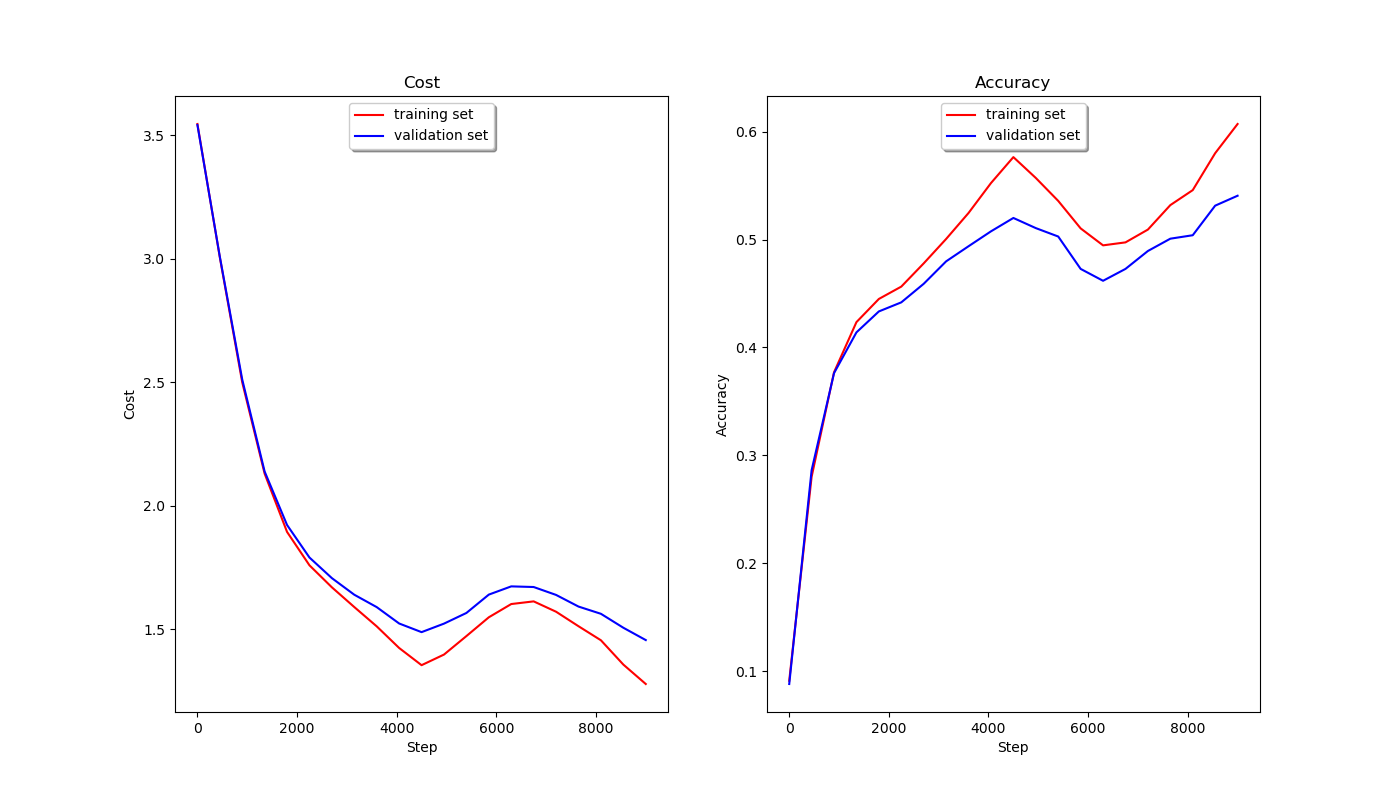 Cost
training set
validation set
3.5
3.0
2.5
2.0
1.5
Cost
0
2000
4000
6000
8000
Step
Accuracy
training set
validation set
0.6
0.5
0.4
0.3
0.2
0.1
Accuracy
0
2000
4000
6000
8000
Step